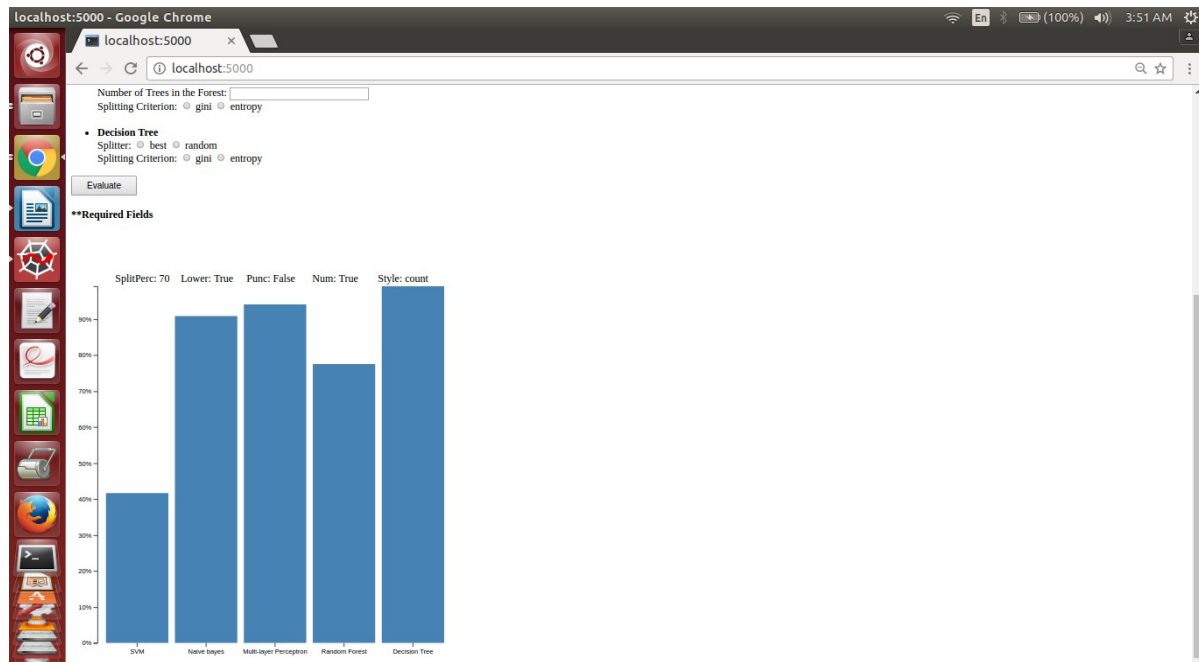 localhost:5000 - Google Chrome
En (100%) 3:51 AM
localhost:5000 ×
localhost:5000
Number of Trees in the Forest:
Splitting Criterion: gini entropy
Decision Tree
Splitter: best random
Splitting Criterion: gini entropy
Evaluate
**Required Fields
SplitPerc: 70 Lower: True Punc: False Num: True Style: count
90%
80%
70%
60%
50%
40%
30%
20%
10%
0%
SVM Naive bayes Multi-layer Perceptron Random Forest Decision Tree